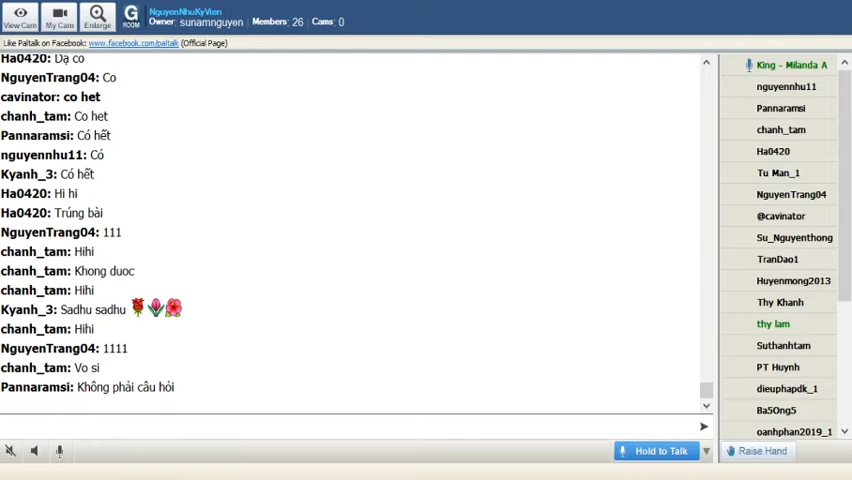 View Cam
My Cam
Enlarge
G
ROOM
NguyenNhuKyVien
Owner: sunamnguyen | Members: 26 | Cams: 0
Like Paltalk on Facebook: www.facebook.com/paltalk (Official Page)
Ha0420: Dạ co
NguyenTrang04: Co
cavinator: co het
chanh_tam: Co het
Pannaramsi: Có hết
nguyennhu11: Có
Kyanh_3: Có hết
Ha0420: Hi hi
Ha0420: Trúng bài
NguyenTrang04: 111
chanh_tam: Hihi
chanh_tam: Khong duoc
chanh_tam: Hihi
Kyanh_3: Sadhu sadhu
chanh_tam: Hihi
NguyenTrang04: 1111
chanh_tam: Vo si
Pannaramsi: Không phải câu hỏi
King - Milanda A
nguyennhu11
Pannaramsi
chanh_tam
Ha0420
Tu Man_1
NguyenTrang04
@cavinator
Su_Nguyenthong
TranDao1
Huyenmong2013
Thy Khanh
thy lam
Suthanhtam
PT Huynh
dieuphapdk_1
Ba5Ong5
oanhphan2019_1
Hold to Talk
Raise Hand